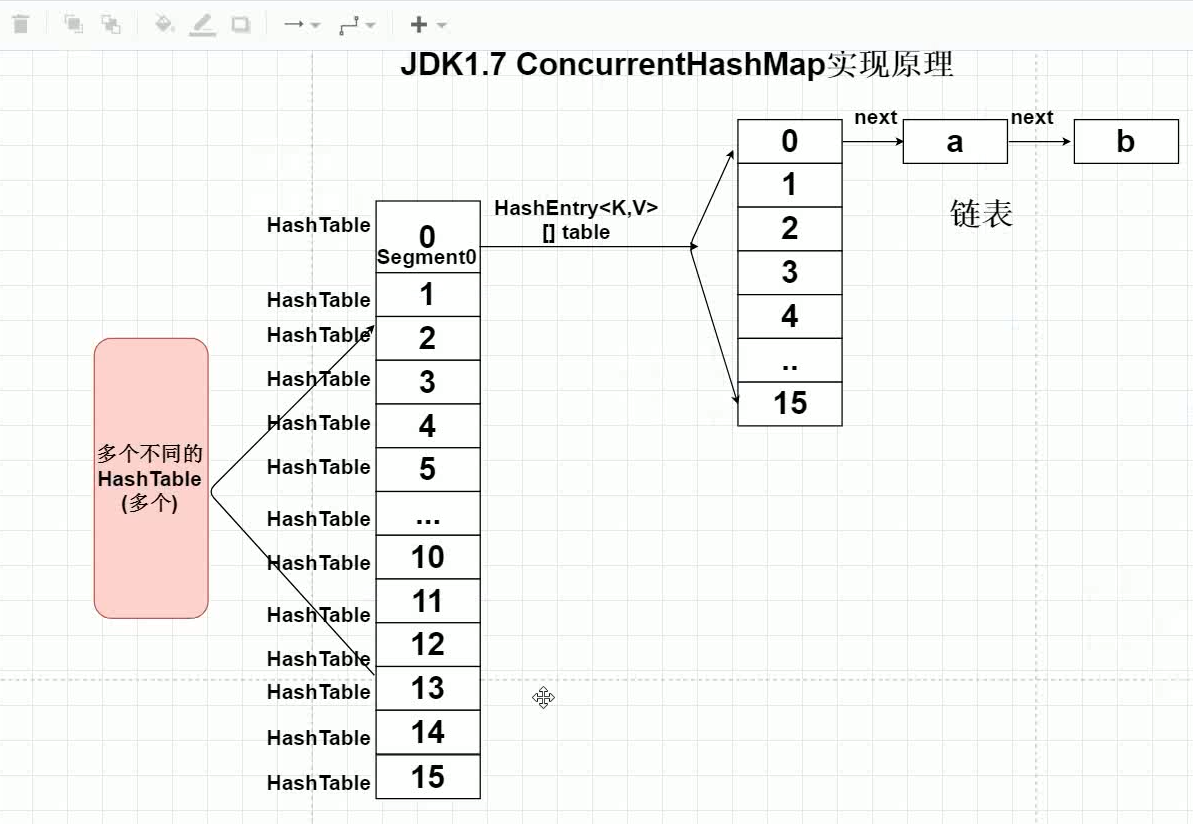 JDK1.7 ConcurrentHashMap实现原理
next
next
0
a
b
1
链表
2
3
4
..
15
HashEntry<K,V>
[] table
HashTable
0
Segment0
HashTable
1
HashTable
2
HashTable
3
HashTable
4
HashTable
5
HashTable
...
HashTable
10
HashTable
11
HashTable
12
HashTable
13
HashTable
14
HashTable
15
多个不同的
HashTable
(多个)